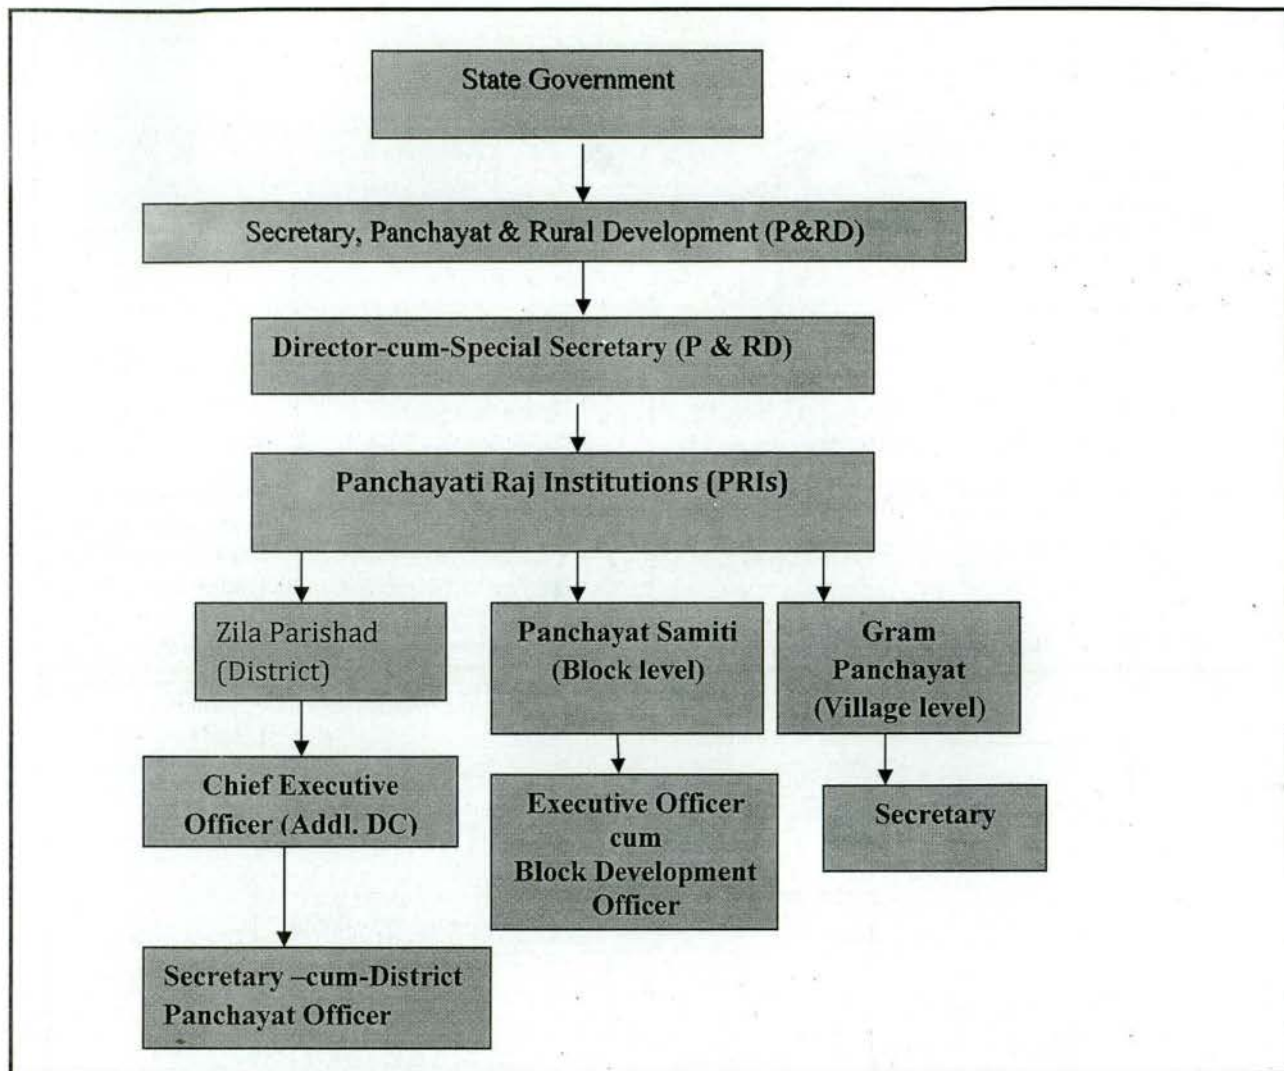 State Government
Secretary, Panchayat & Rural Development (P&RD)
Director-cum-Special Secretary (P & RD)
Panchayati Raj Institutions (PRIs)
Zila Parishad
(District)
Panchayat Samiti
(Block level)
Gram
Panchayat
(Village level)
Chief Executive
Officer (Addl. DC)
Executive Officer
cum
Block Development
Officer
Secretary
Secretary –cum-District
Panchayat Officer